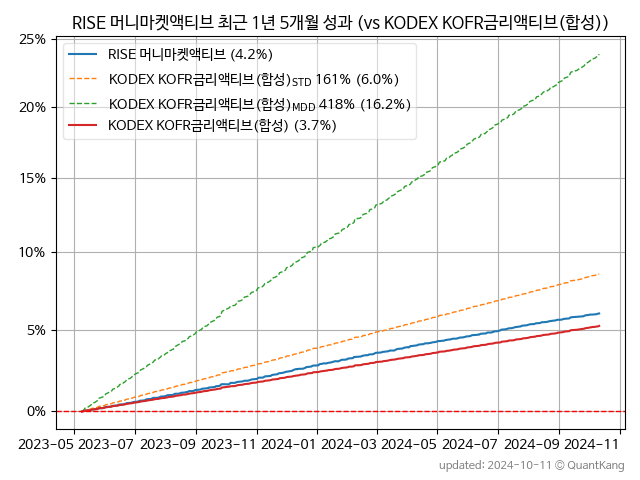 RISE 머니마켓액티브 최근 1년 5개월 성과 (vs KODEX KOFR금리액티브(합성))
RISE 머니마켓액티브 (4.2%)
KODEX KOFR금리액티브(합성)STD 161% (6.0%)
KODEX KOFR금리액티브(합성)MDD 418% (16.2%)
KODEX KOFR금리액티브(합성) (3.7%)
25%
20%
15%
10%
5%
0%
2023-05 2023-07 2023-09 2023-11 2024-01 2024-03 2024-05 2024-07 2024-09 2024-11
updated: 2024-10-11 © QuantKang